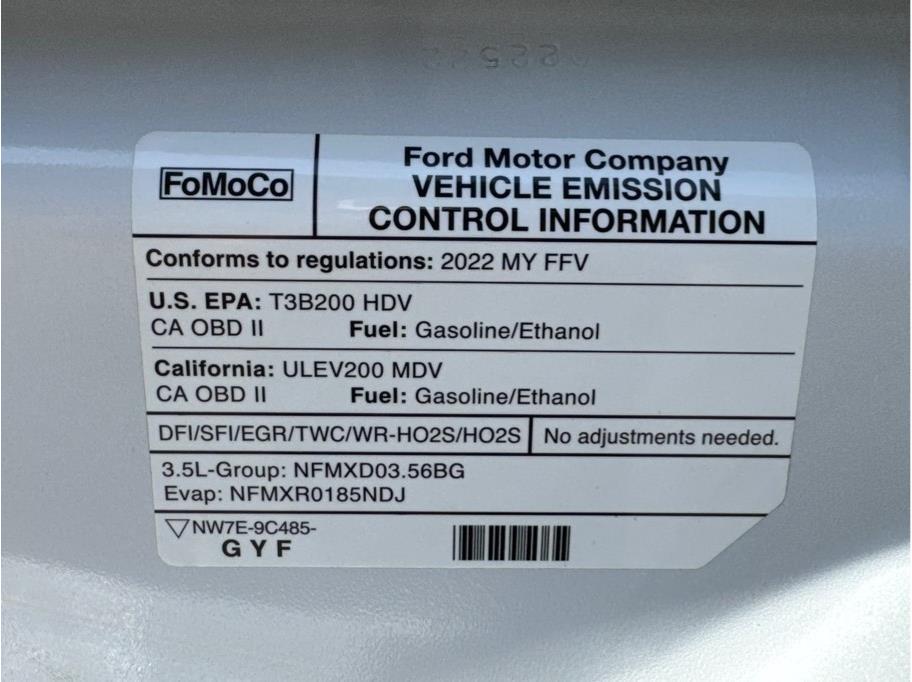 FoMoCo
Ford Motor Company
VEHICLE EMISSION
CONTROL INFORMATION
Conforms to regulations: 2022 MY FFV
U.S. EPA: T3B200 HDV
CA OBD II Fuel: Gasoline/Ethanol
California: ULEV200 MDV
CA OBD II Fuel: Gasoline/Ethanol
DFI/SFI/EGR/TWC/WR-HO2S/HO2S No adjustments needed.
3.5L-Group: NFMXD03.56BG
Evap: NFMXR0185NDJ
NW7E-9C485-
G Y F